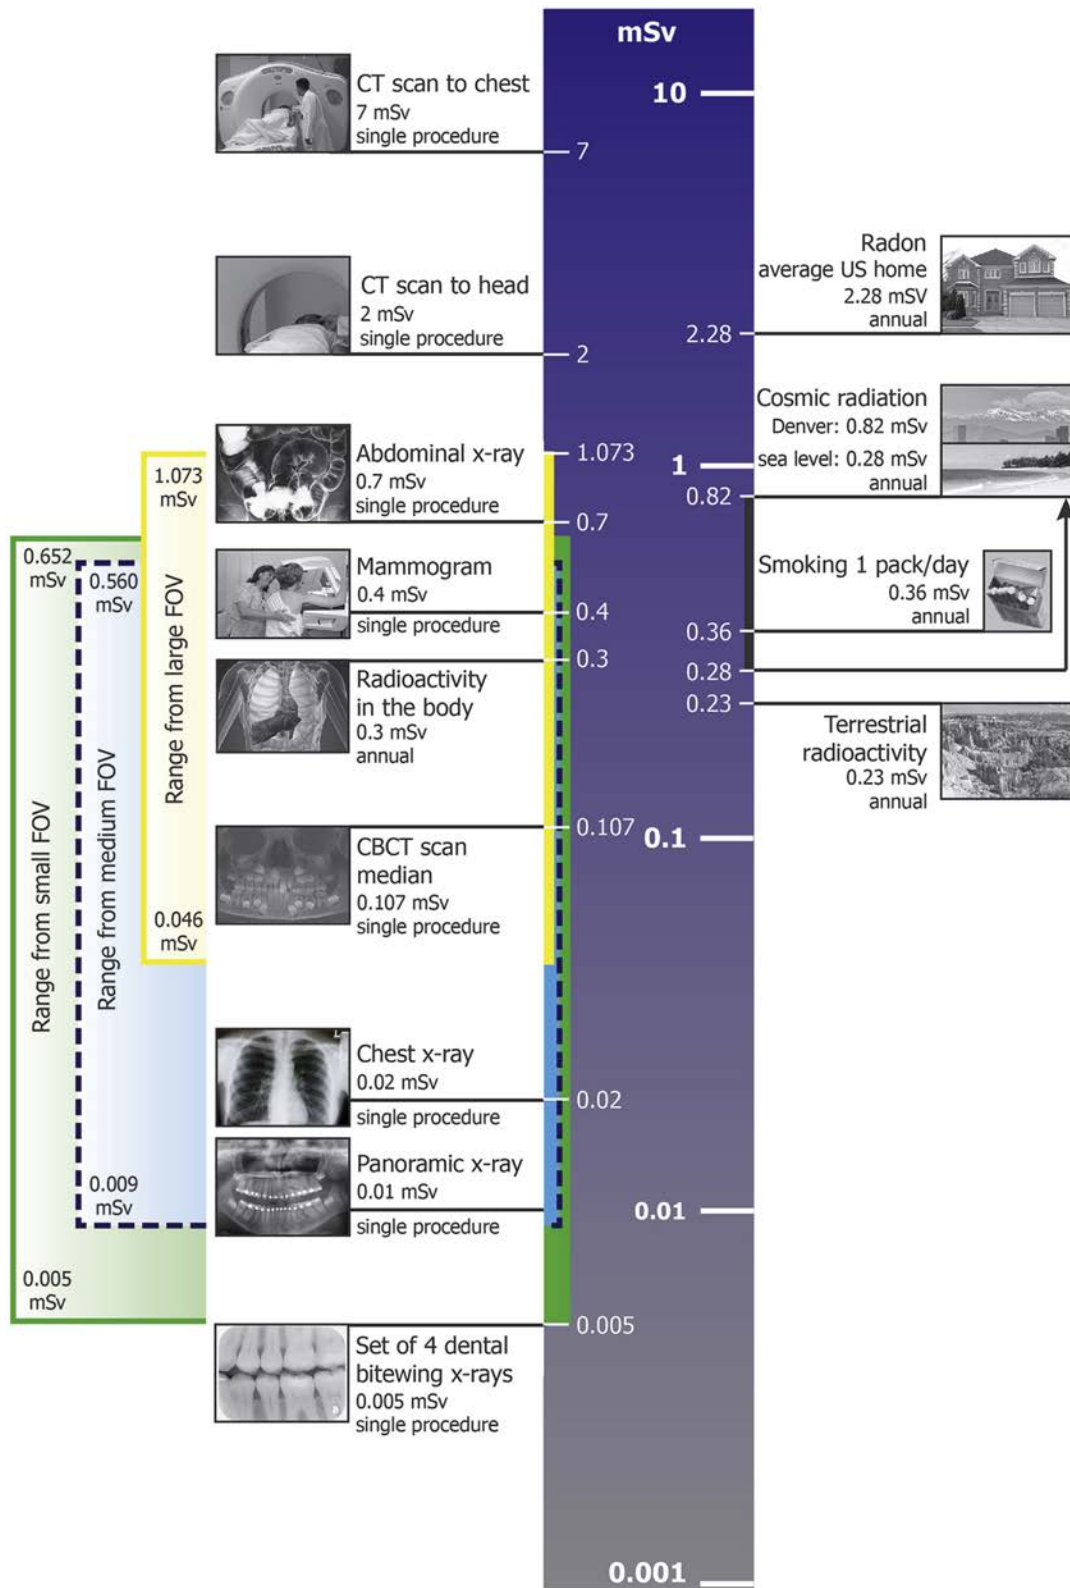 mSv
10
CT scan to chest
7 mSv
single procedure
7
Radon
average US home
2.28 mSV
annual
CT scan to head
2 mSv
single procedure
2.28
2
Cosmic radiation
Denver: 0.82 mSv
sea level: 0.28 mSv
annual
Abdominal x-ray
0.7 mSv
single procedure
1.073
1
1.073
mSv
0.82
0.7
0.652
mSv
0.560
mSv
Mammogram
0.4 mSv
single procedure
0.4
Smoking 1 pack/day
0.36 mSv
annual
0.36
0.3
0.28
Radioactivity
in the body
0.3 mSv
annual
0.23
Terrestrial
radioactivity
0.23 mSv
annual
Range from large FOV
Range from medium FOV
Range from small FOV
0.107
0.1
CBCT scan
median
0.107 mSv
single procedure
0.046
mSv
Chest x-ray
0.02 mSv
single procedure
0.02
Panoramic x-ray
0.01 mSv
single procedure
0.009
mSv
0.01
0.005
mSv
0.005
Set of 4 dental
bitewing x-rays
0.005 mSv
single procedure
0.001